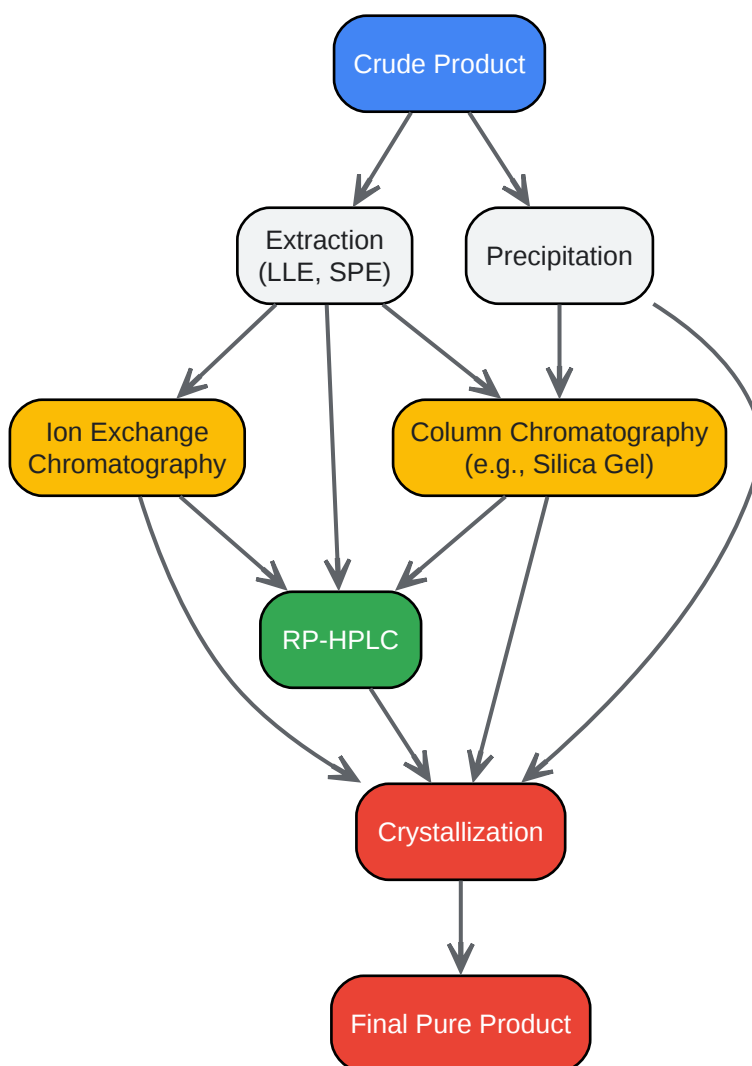 Crude Product
Extraction
(LLE, SPE)
Precipitation
Ion Exchange
Chromatography
Column Chromatography
(e.g., Silica Gel)
RP-HPLC
Crystallization
Final Pure Product